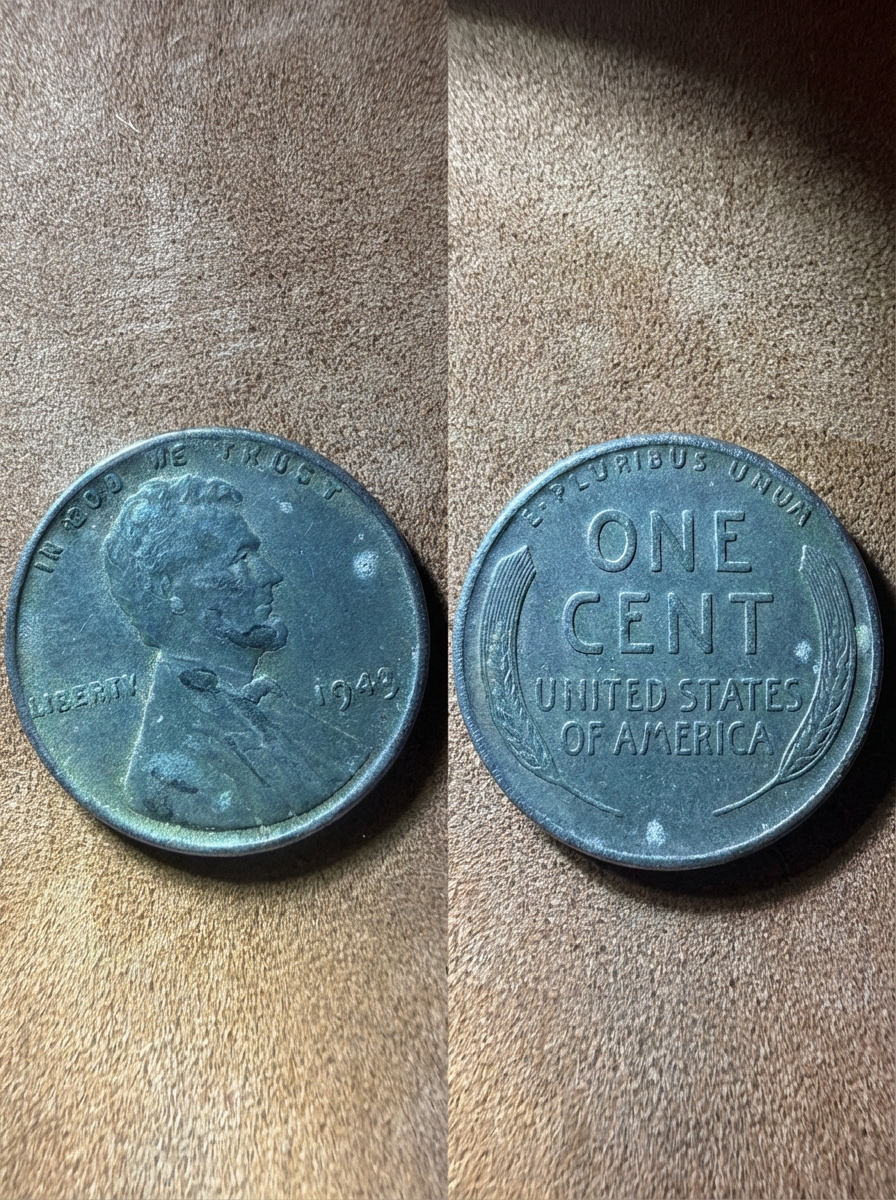 IN GOD WE TRUST
LIBERTY 1943
E·PLURIBUS UNUM
ONE
CENT
UNITED STATES
OF AMERICA